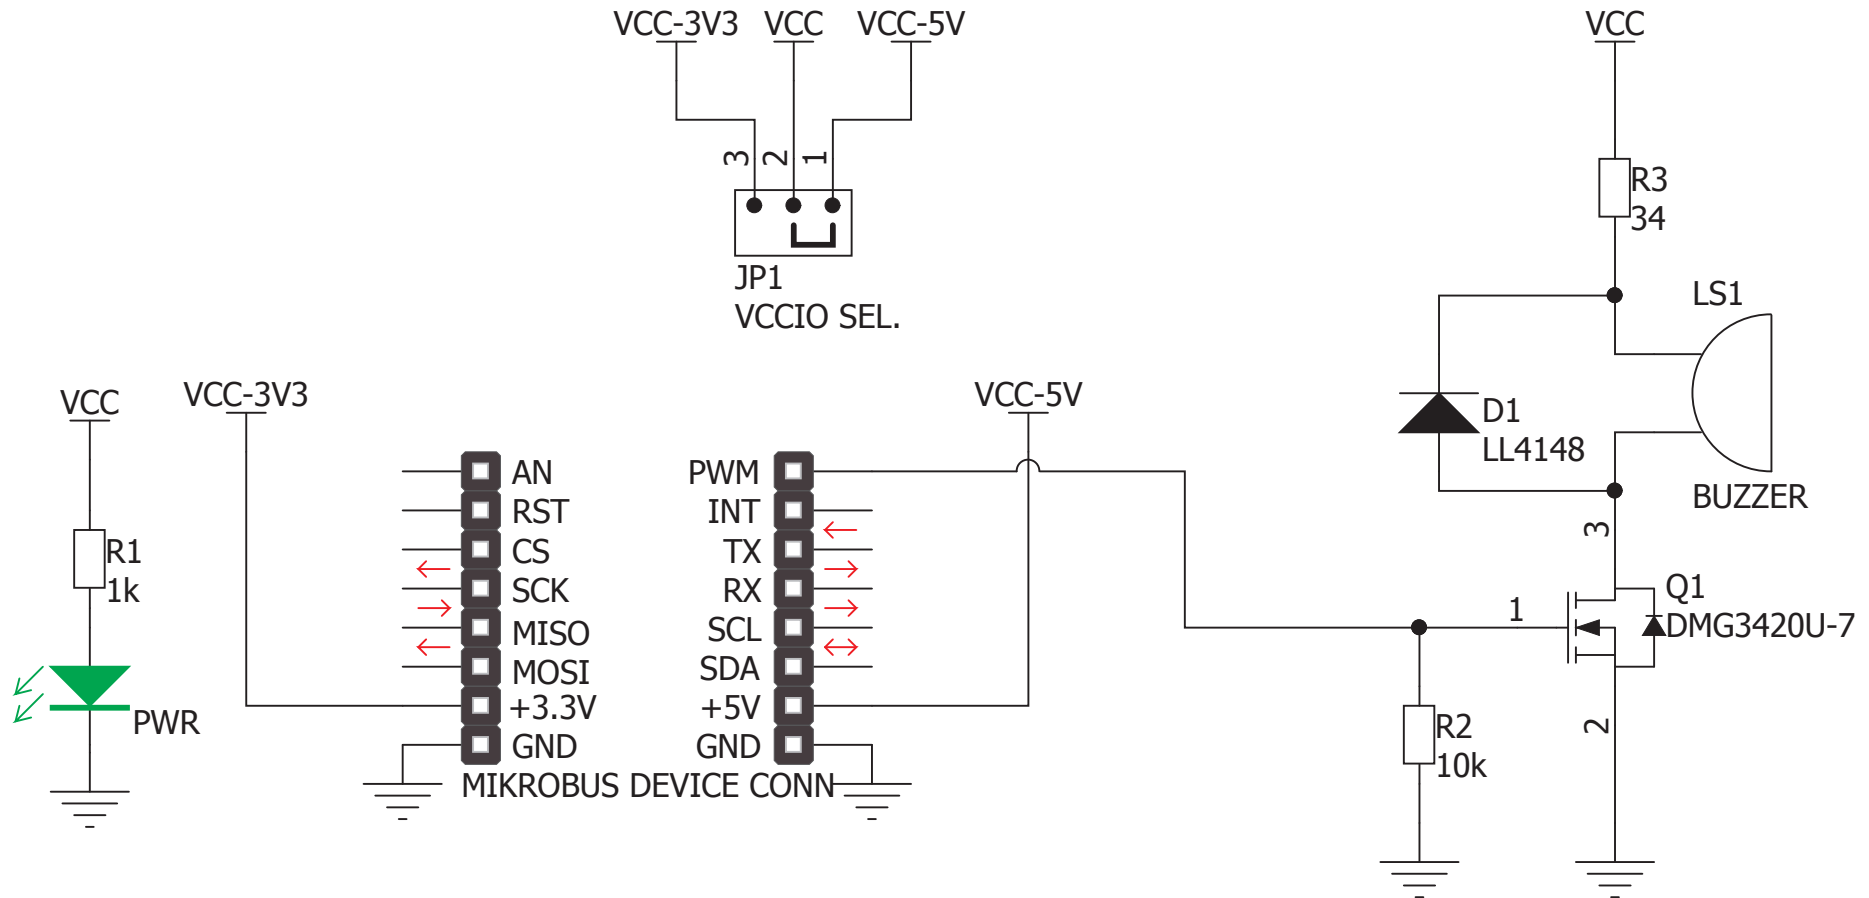 VCC-3V3 VCC VCC-5V
3 2 1
JP1
VCCIO SEL.
VCC
R1
1k
PWR
VCC-3V3
VCC-5V
AN
RST
CS
SCK
MISO
MOSI
+3.3V
GND
PWM
INT
TX
RX
SCL
SDA
+5V
GND
MIKROBUS DEVICE CONN
VCC
R3
34
LS1
BUZZER
D1
LL4148
3
1
2
Q1
DMG3420U-7
R2
10k